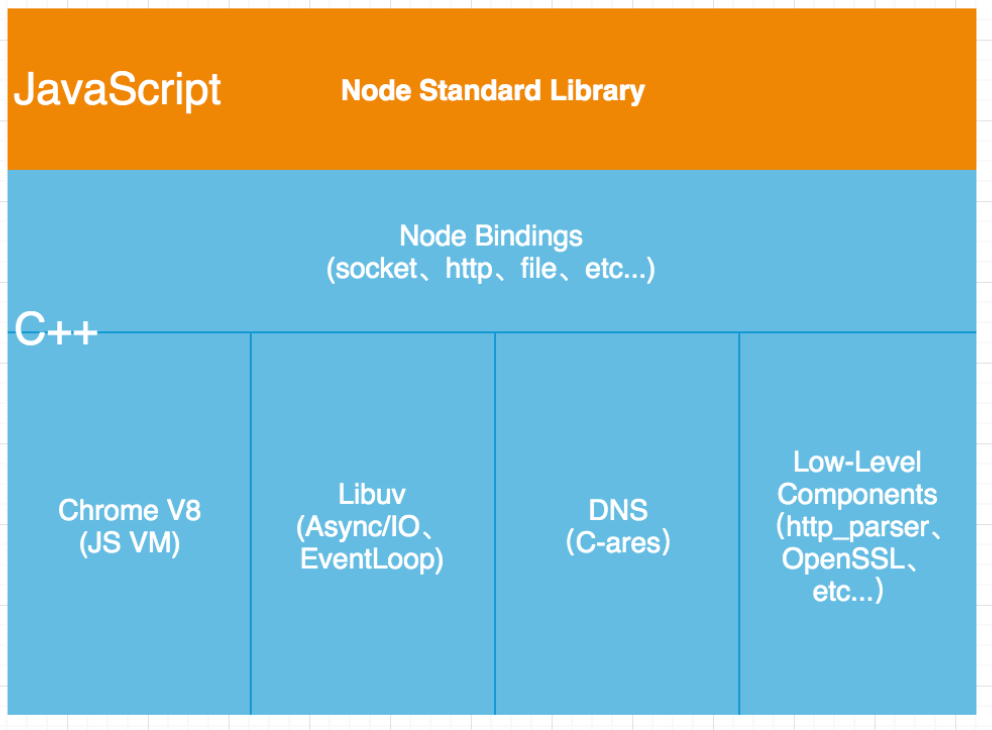 JavaScript
Node Standard Library
Node Bindings
(socket、http、file、etc...)
C++
Chrome V8
(JS VM)
Libuv
(Async/IO、
EventLoop)
DNS
（C-ares）
Low-Level
Components
（http_parser、
OpenSSL、
etc...）